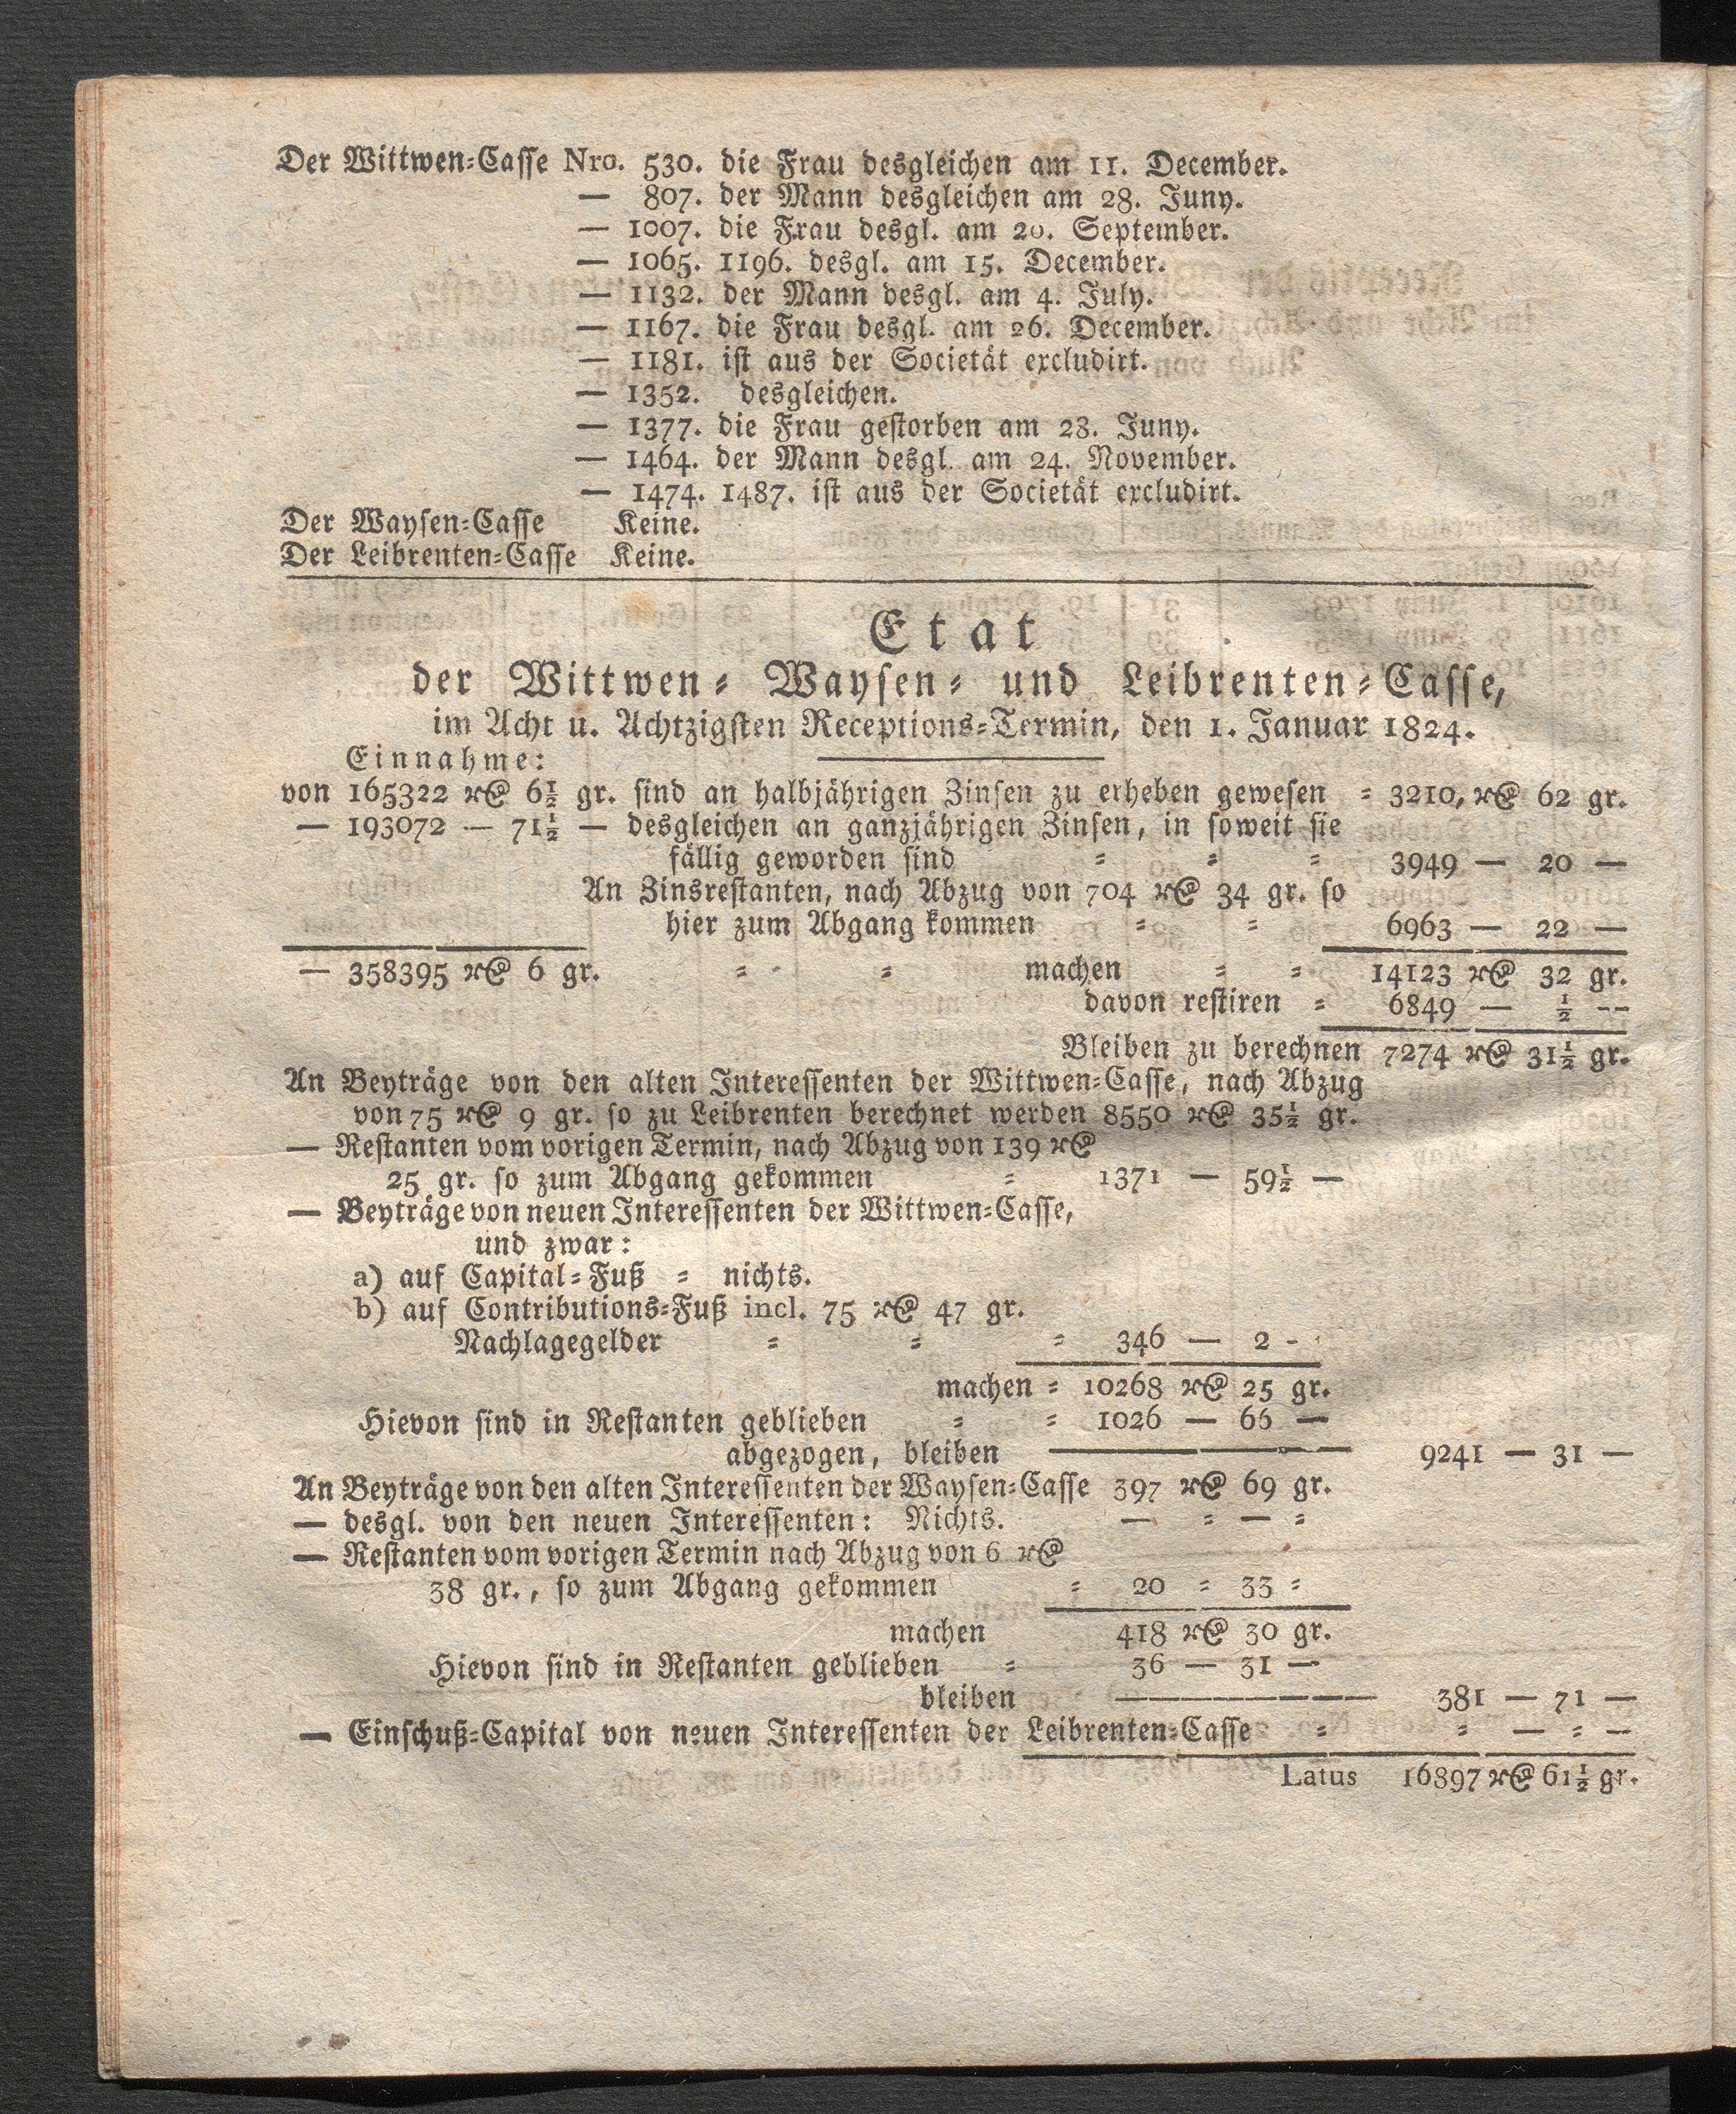 Der Wittwen-Casse Nro. 530. die Frau desgleichen am 11. December.
— 807. der Mann desgleichen am 28. Juny.
— 1007. die Frau desgl. am 20. September.
— 1065. 1196. desgl. am 15. December.
— 1132. der Mann desgl. am 4. July.
— 1167. die Frau desgl. am 26. December.
— 1181. ist aus der Societät excludirt.
— 1352. desgleichen.
— 1377. die Frau gestorben am 23. Juny.
— 1464. der Mann desgl. am 24. November.
— 1474. 1487. ist aus der Societät excludirt.
Der Waysen-Casse Keine.
Der Leibrenten-Casse Keine.
Etat
der Wittwen- Waysen- und Leibrenten-Casse,
im Acht u. Achtzigsten Receptions-Termin, den 1. Januar 1824.
Einnahme:
von 165322 rthl 6½ gr. sind an halbjährigen Zinsen zu erheben gewesen = 3210, rthl 62 gr.
— 193072 — 71½ — desgleichen an ganzjährigen Zinsen, in soweit sie
fällig geworden sind = = = 3949 — 20 —
An Zinsrestanten, nach Abzug von 704 rthl 34 gr. so
hier zum Abgang kommen = = 6963 — 22 —
— 358395 rthl 6 gr. = = machen = = 14123 rthl 32 gr.
davon restiren = 6849 — ½ —
Bleiben zu berechnen 7274 rthl 31½ gr.
An Beyträge von den alten Interessenten der Wittwen-Casse, nach Abzug
von 75 rthl 9 gr. so zu Leibrenten berechnet werden 8550 rthl 35½ gr.
— Restanten vom vorigen Termin, nach Abzug von 139 rthl
25 gr. so zum Abgang gekommen = 1371 — 59½ —
— Beyträge von neuen Interessenten der Wittwen-Casse,
und zwar:
a) auf Capital-Fuß = nichts.
b) auf Contributions-Fuß incl. 75 rthl 47 gr.
Nachlagegelder = = = 346 — 2 -
machen = 10268 rthl 25 gr.
Hievon sind in Restanten geblieben = = 1026 — 66 —
abgezogen, bleiben 9241 — 31 —
An Beyträge von den alten Interessenten der Waysen-Casse 397 rthl 69 gr.
— desgl. von den neuen Interessenten: Nichts. — = — =
— Restanten vom vorigen Termin nach Abzug von 6 rthl
38 gr., so zum Abgang gekommen = 20 = 33 =
machen 418 rthl 30 gr.
Hievon sind in Restanten geblieben = 36 — 31 —
bleiben 381 — 71 —
— Einschuß-Capital von neuen Interessenten der Leibrenten-Casse = = — = —
Latus 16897 rthl 61½ gr.